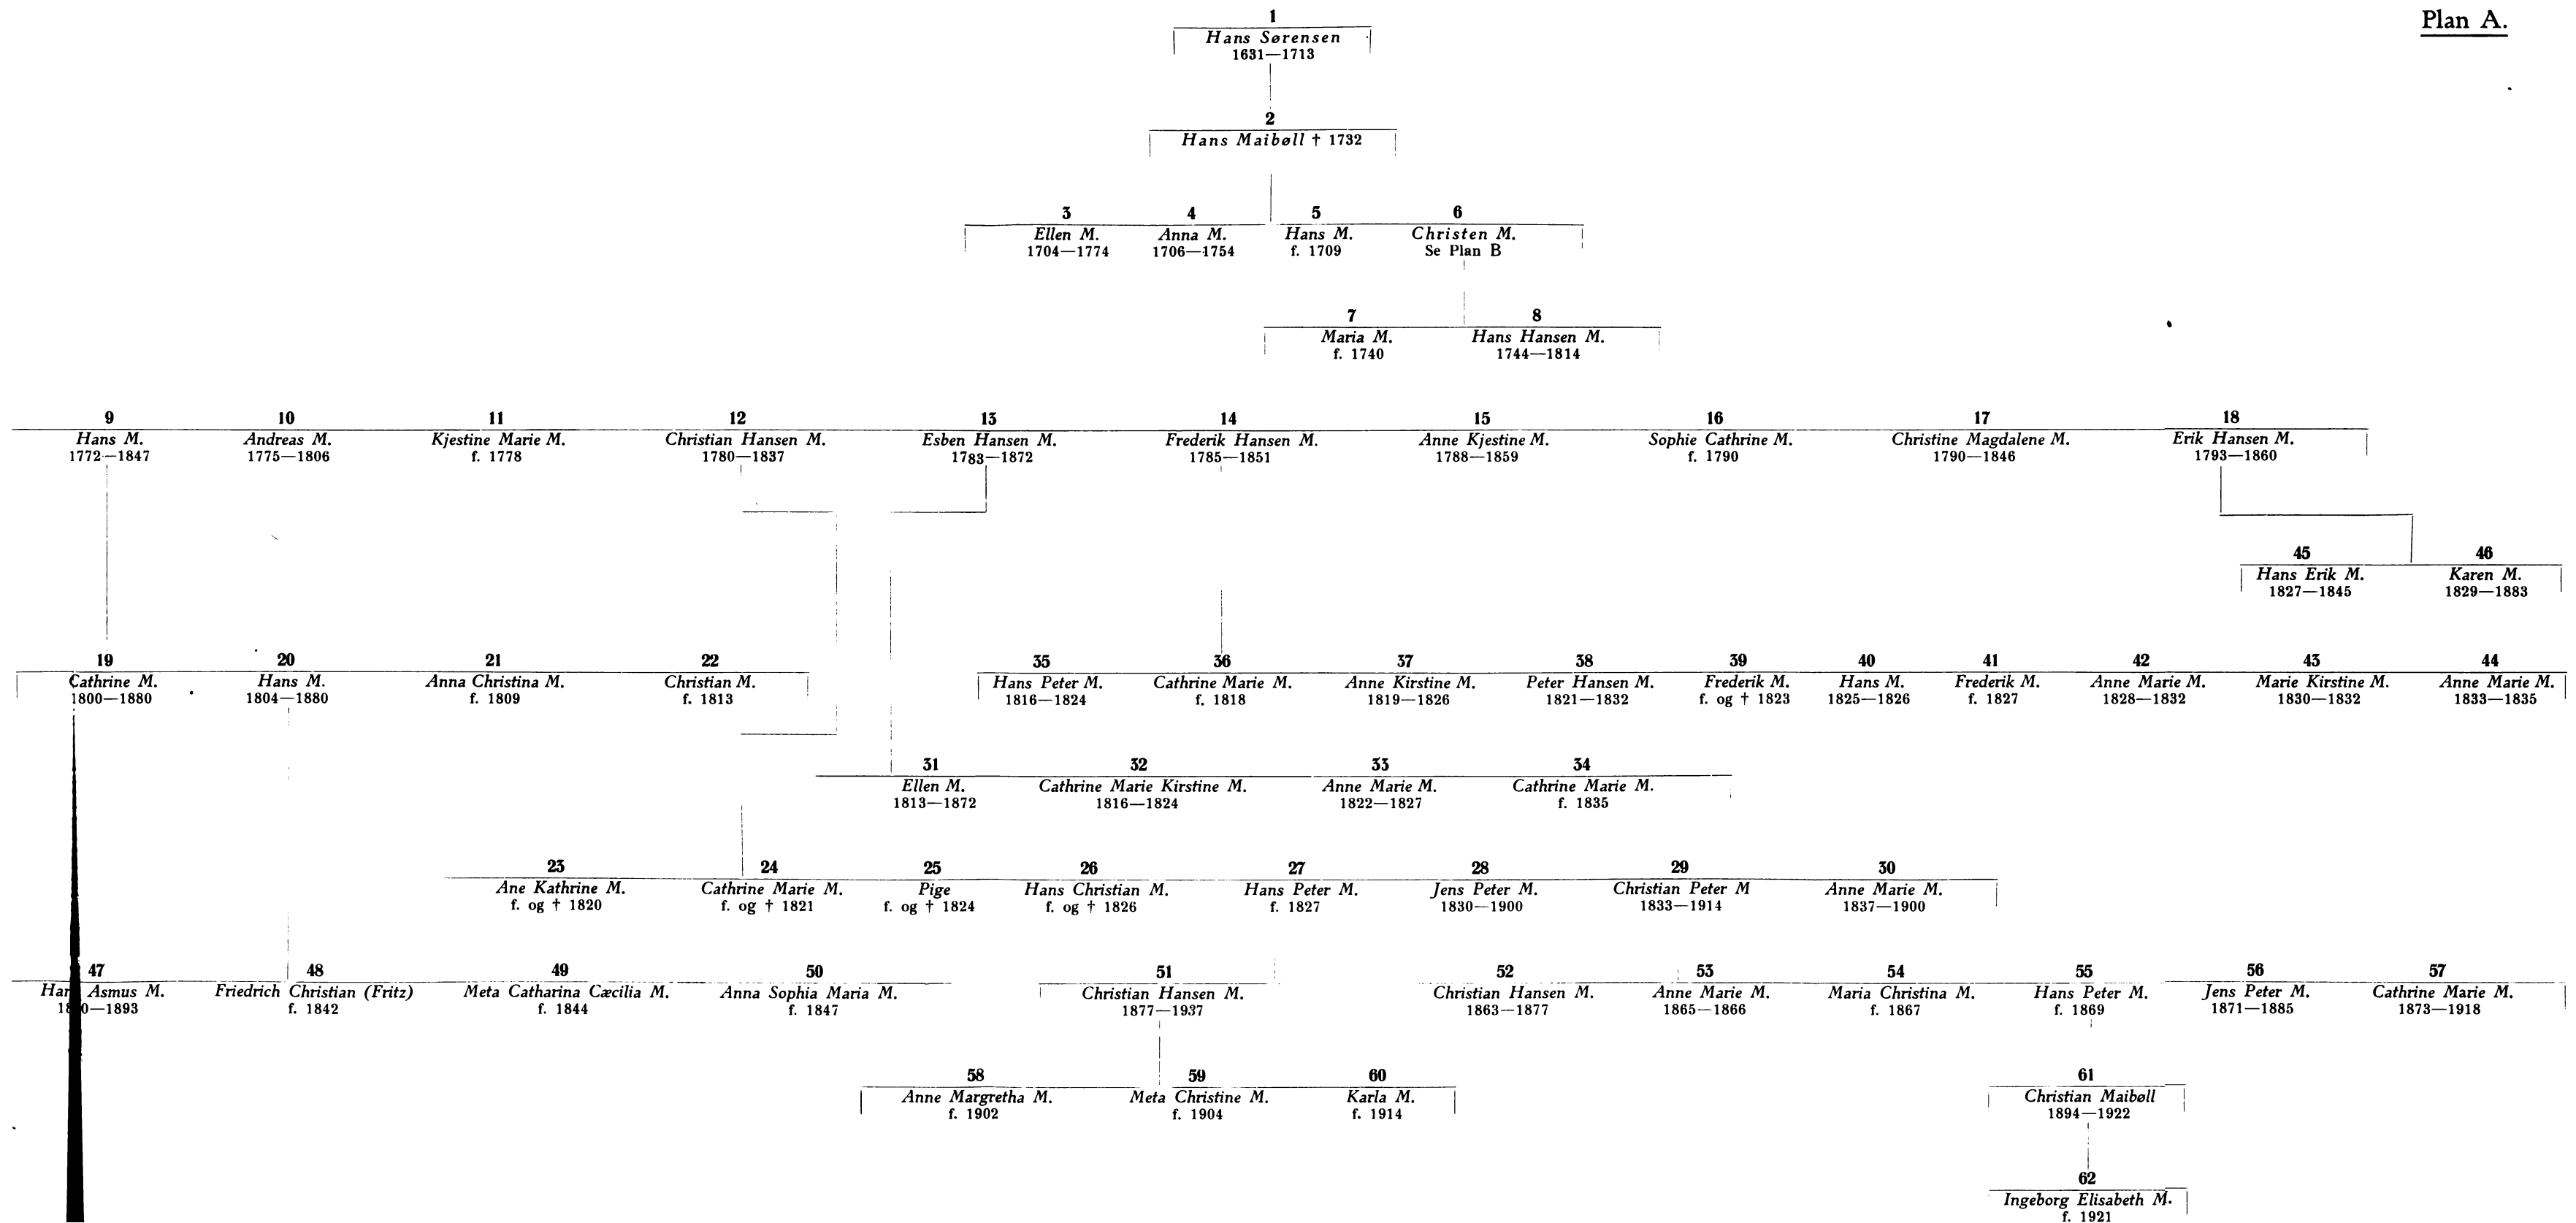 Plan A.
1
Hans Sørensen
1631—1713
2
Hans Maibøll † 1732
3 4 5 6
Ellen M. Anna M. Hans M. Christen M.
1704—1774 1706—1754 f. 1709 Se Plan B
7 8
Maria M. Hans Hansen M.
f. 1740 1744—1814
9 10 11 12 13 14 15 16 17 18
Hans M. Andreas M. Kjestine Marie M. Christian Hansen M. Esben Hansen M. Frederik Hansen M. Anne Kjestine M. Sophie Cathrine M. Christine Magdalene M. Erik Hansen M.
1772—1847 1775—1806 f. 1778 1780—1837 1783—1872 1785—1851 1788—1859 f. 1790 1790—1846 1793—1860
45 46
Hans Erik M. Karen M.
1827—1845 1829—1883
19 20 21 22 35 36 37 38 39 40 41 42 43 44
Cathrine M. Hans M. Anna Christina M. Christian M. Hans Peter M. Cathrine Marie M. Anne Kirstine M. Peter Hansen M. Frederik M. Hans M. Frederik M. Anne Marie M. Marie Kirstine M. Anne Marie M.
1800—1880 1804—1880 f. 1809 f. 1813 1816—1824 f. 1818 1819—1826 1821—1832 f. og † 1823 1825—1826 f. 1827 1828—1832 1830—1832 1833—1835
31 32 33 34
Ellen M. Cathrine Marie Kirstine M. Anne Marie M. Cathrine Marie M.
1813—1872 1816—1824 1822—1827 f. 1835
23 24 25 26 27 28 29 30
Ane Kathrine M. Cathrine Marie M. Pige Hans Christian M. Hans Peter M. Jens Peter M. Christian Peter M Anne Marie M.
f. og † 1820 f. og † 1821 f. og † 1824 f. og † 1826 f. 1827 1830—1900 1833—1914 1837—1900
47 48 49 50 51 52 53 54 55 56 57
Asmus M. Friedrich Christian (Fritz) Meta Catharina Cæcilia M. Anna Sophia Maria M. Christian Hansen M. Christian Hansen M. Anne Marie M. Maria Christina M. Hans Peter M. Jens Peter M. Cathrine Marie M.
—1893 f. 1842 f. 1844 f. 1847 1877—1937 1863—1877 1865—1866 f. 1867 f. 1869 1871—1885 1873—1918
58 59 60 61
Anne Margretha M. Meta Christine M. Karla M. Christian Maibøll
f. 1902 f. 1904 f. 1914 1894—1922
62
Ingeborg Elisabeth M.
f. 1921